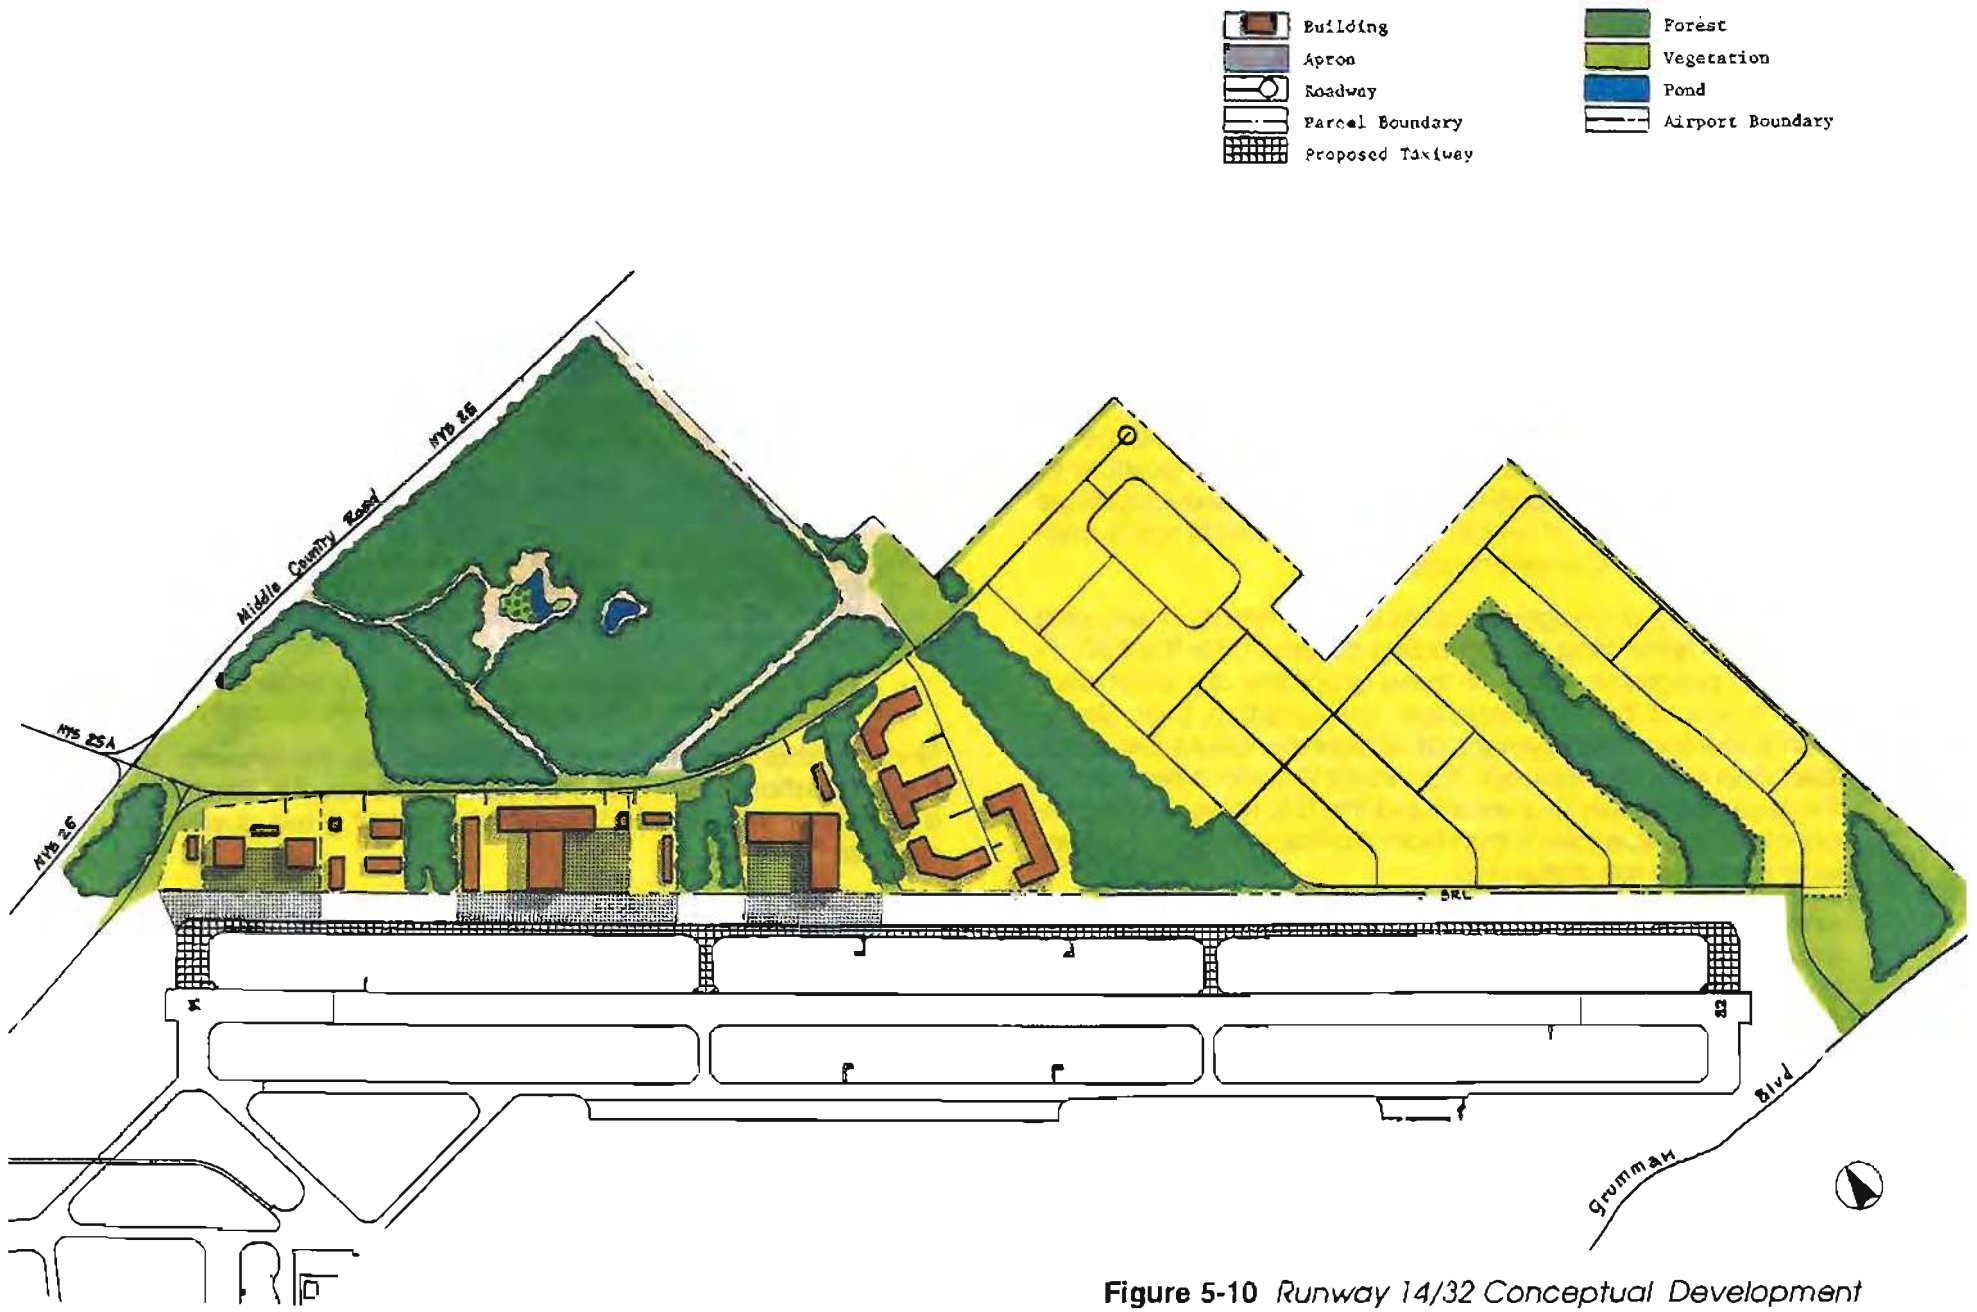 Building
Apron
Roadway
Parcel Boundary
Proposed Taxiway
Forest
Vegetation
Pond
Airport Boundary
NYS 25
Middle Country Road
NYS 25A
NYS 25
BRL
14
32
Grumman Blvd
Figure 5-10 Runway 14/32 Conceptual Development